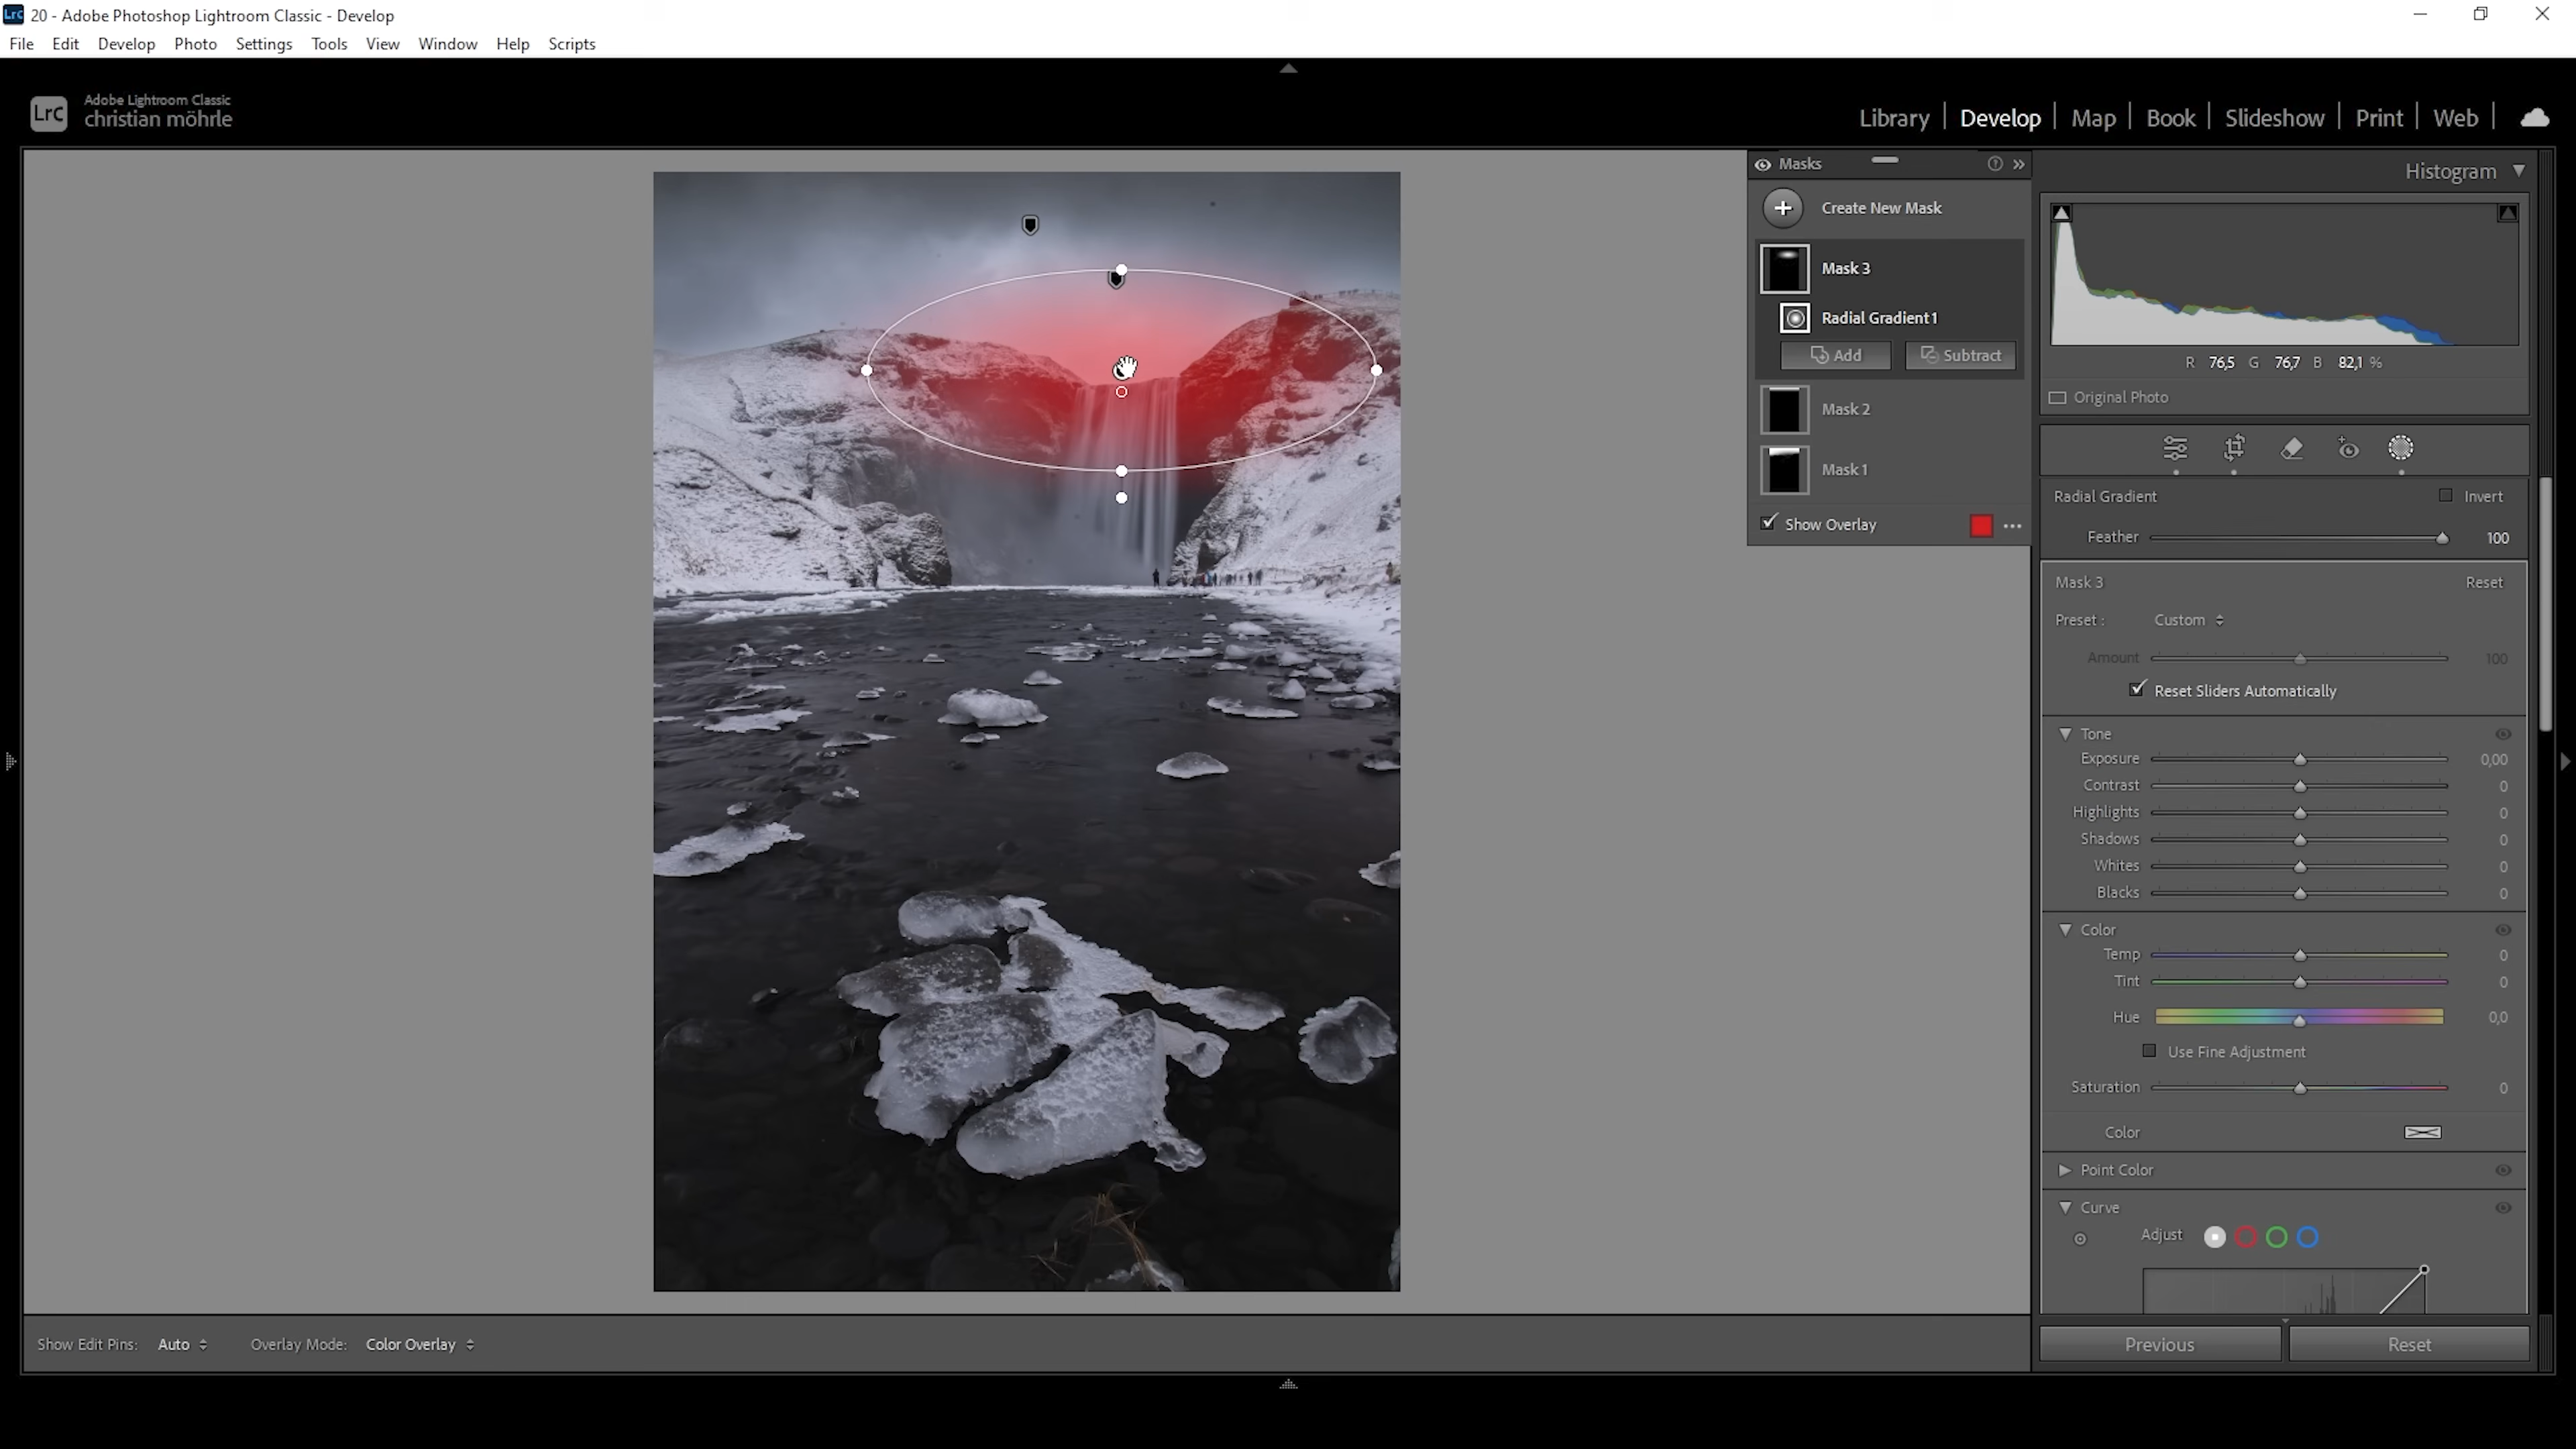 Lrc 20 - Adobe Photoshop Lightroom Classic - Develop
File Edit Develop Photo Settings Tools View Window Help Scripts
Lrc
Adobe Lightroom Classic
christian möhrle
Library Develop Map Book Slideshow Print Web
Masks
Create New Mask
Mask 3
Radial Gradient 1
Add Subtract
Mask 2
Mask 1
Show Overlay
Histogram
R 76,5 G 76,7 B 82,1 %
Original Photo
Radial Gradient Invert
Feather 100
Mask 3 Reset
Preset : Custom
Amount 100
Reset Sliders Automatically
Tone
Exposure 0,00
Contrast 0
Highlights 0
Shadows 0
Whites 0
Blacks 0
Color
Temp 0
Tint 0
Hue 0,0
Use Fine Adjustment
Saturation 0
Color
Point Color
Curve
Adjust
Previous Reset
Show Edit Pins: Auto Overlay Mode: Color Overlay